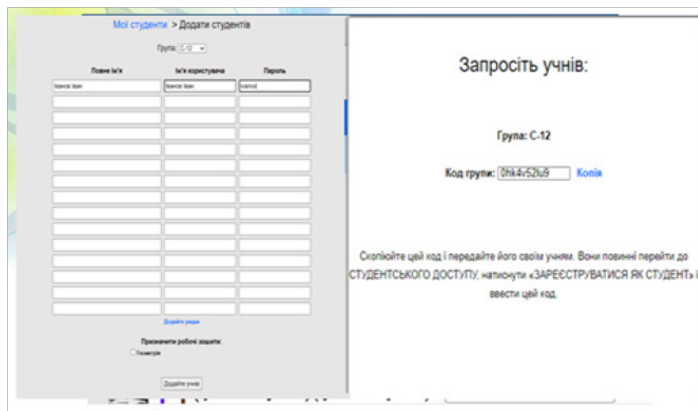 Мої студенти > Додати студентів
Група: С-12
Повне ім'я Ім'я користувача Пароль
Іванов Іван Іванов Іван
Додайте рядки
Призначити робочі зошити:
Геометрія
Додайте учнів
Запросіть учнів:
Група: С-12
Код групи: 0hk4v52lu9 Копія
Скопіюйте цей код і передайте його своїм учням. Вони повинні перейти до
СТУДЕНТСЬКОГО ДОСТУПУ, натиснути «ЗАРЕЄСТРУВАТИСЯ ЯК СТУДЕНТ» і
ввести цей код.